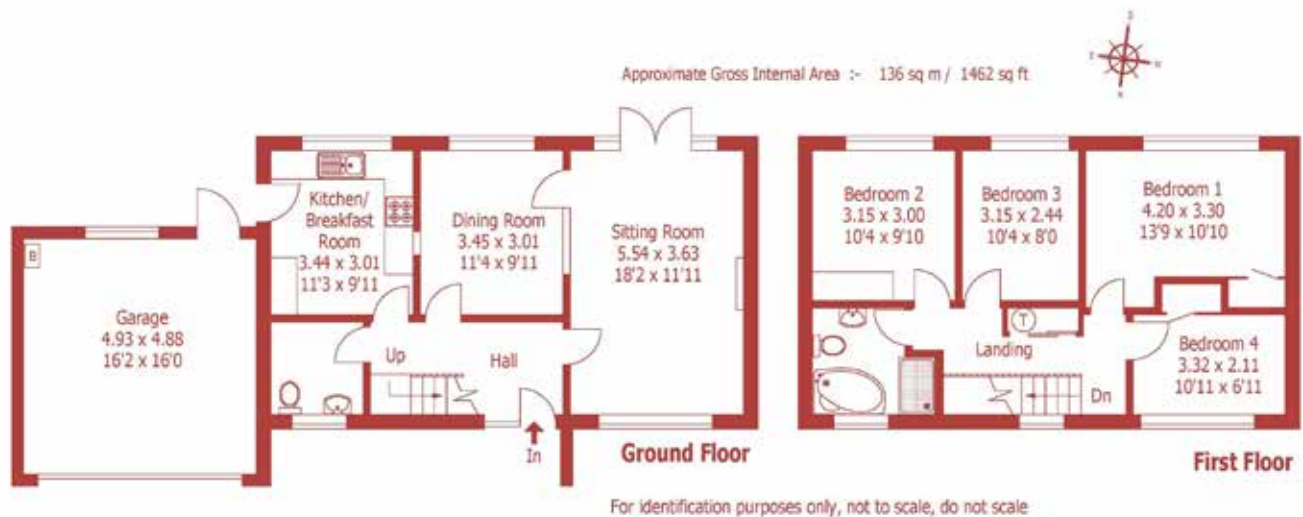 Approximate Gross Internal Area :- 136 sq m / 1462 sq ft
Kitchen/
Breakfast
Room
3.44 x 3.01
11'3 x 9'11
Dining Room
3.45 x 3.01
11'4 x 9'11
Sitting Room
5.54 x 3.63
18'2 x 11'11
B
Garage
4.93 x 4.88
16'2 x 16'0
Up
Hall
In
Ground Floor
Bedroom 2
3.15 x 3.00
10'4 x 9'10
Bedroom 3
3.15 x 2.44
10'4 x 8'0
Bedroom 1
4.20 x 3.30
13'9 x 10'10
T
Landing
Bedroom 4
3.32 x 2.11
10'11 x 6'11
Dn
First Floor
For identification purposes only, not to scale, do not scale